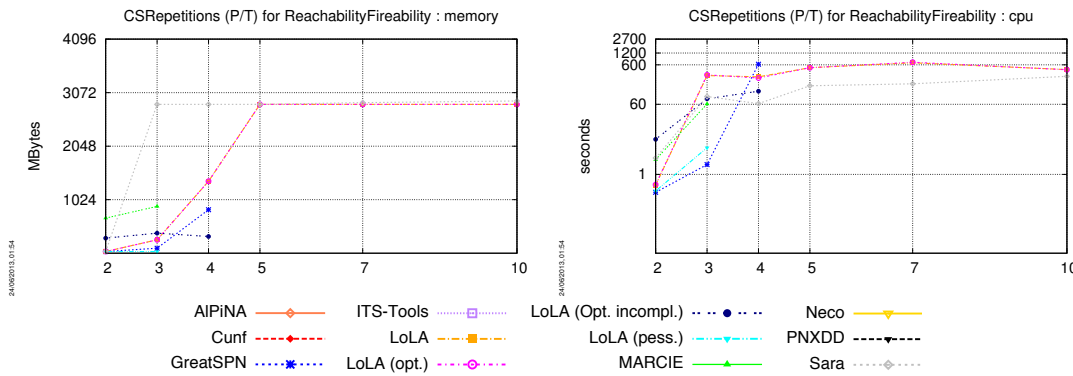 CSRepetitions (P/T) for ReachabilityFireability : memory
4096
3072
2048
1024
MBytes
2 3 4 5 7 10
24/06/2013, 01:54
CSRepetitions (P/T) for ReachabilityFireability : cpu
2700
1200
600
60
1
seconds
2 3 4 5 7 10
24/06/2013, 01:54
AlPiNA ITS-Tools LoLA (Opt. incompl.) Neco
Cunf LoLA LoLA (pess.) PNXDD
GreatSPN LoLA (opt.) MARCIE Sara